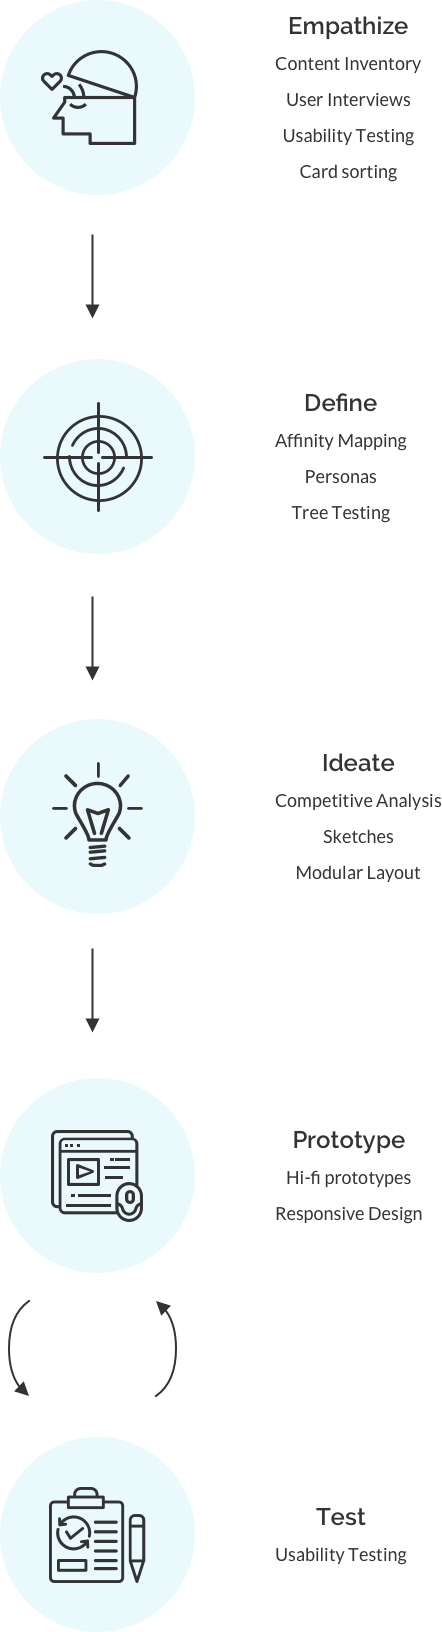 Empathize
Content Inventory
User Interviews
Usability Testing
Card sorting
Define
Affinity Mapping
Personas
Tree Testing
Ideate
Competitive Analysis
Sketches
Modular Layout
Prototype
Hi-fi prototypes
Responsive Design
Test
Usability Testing